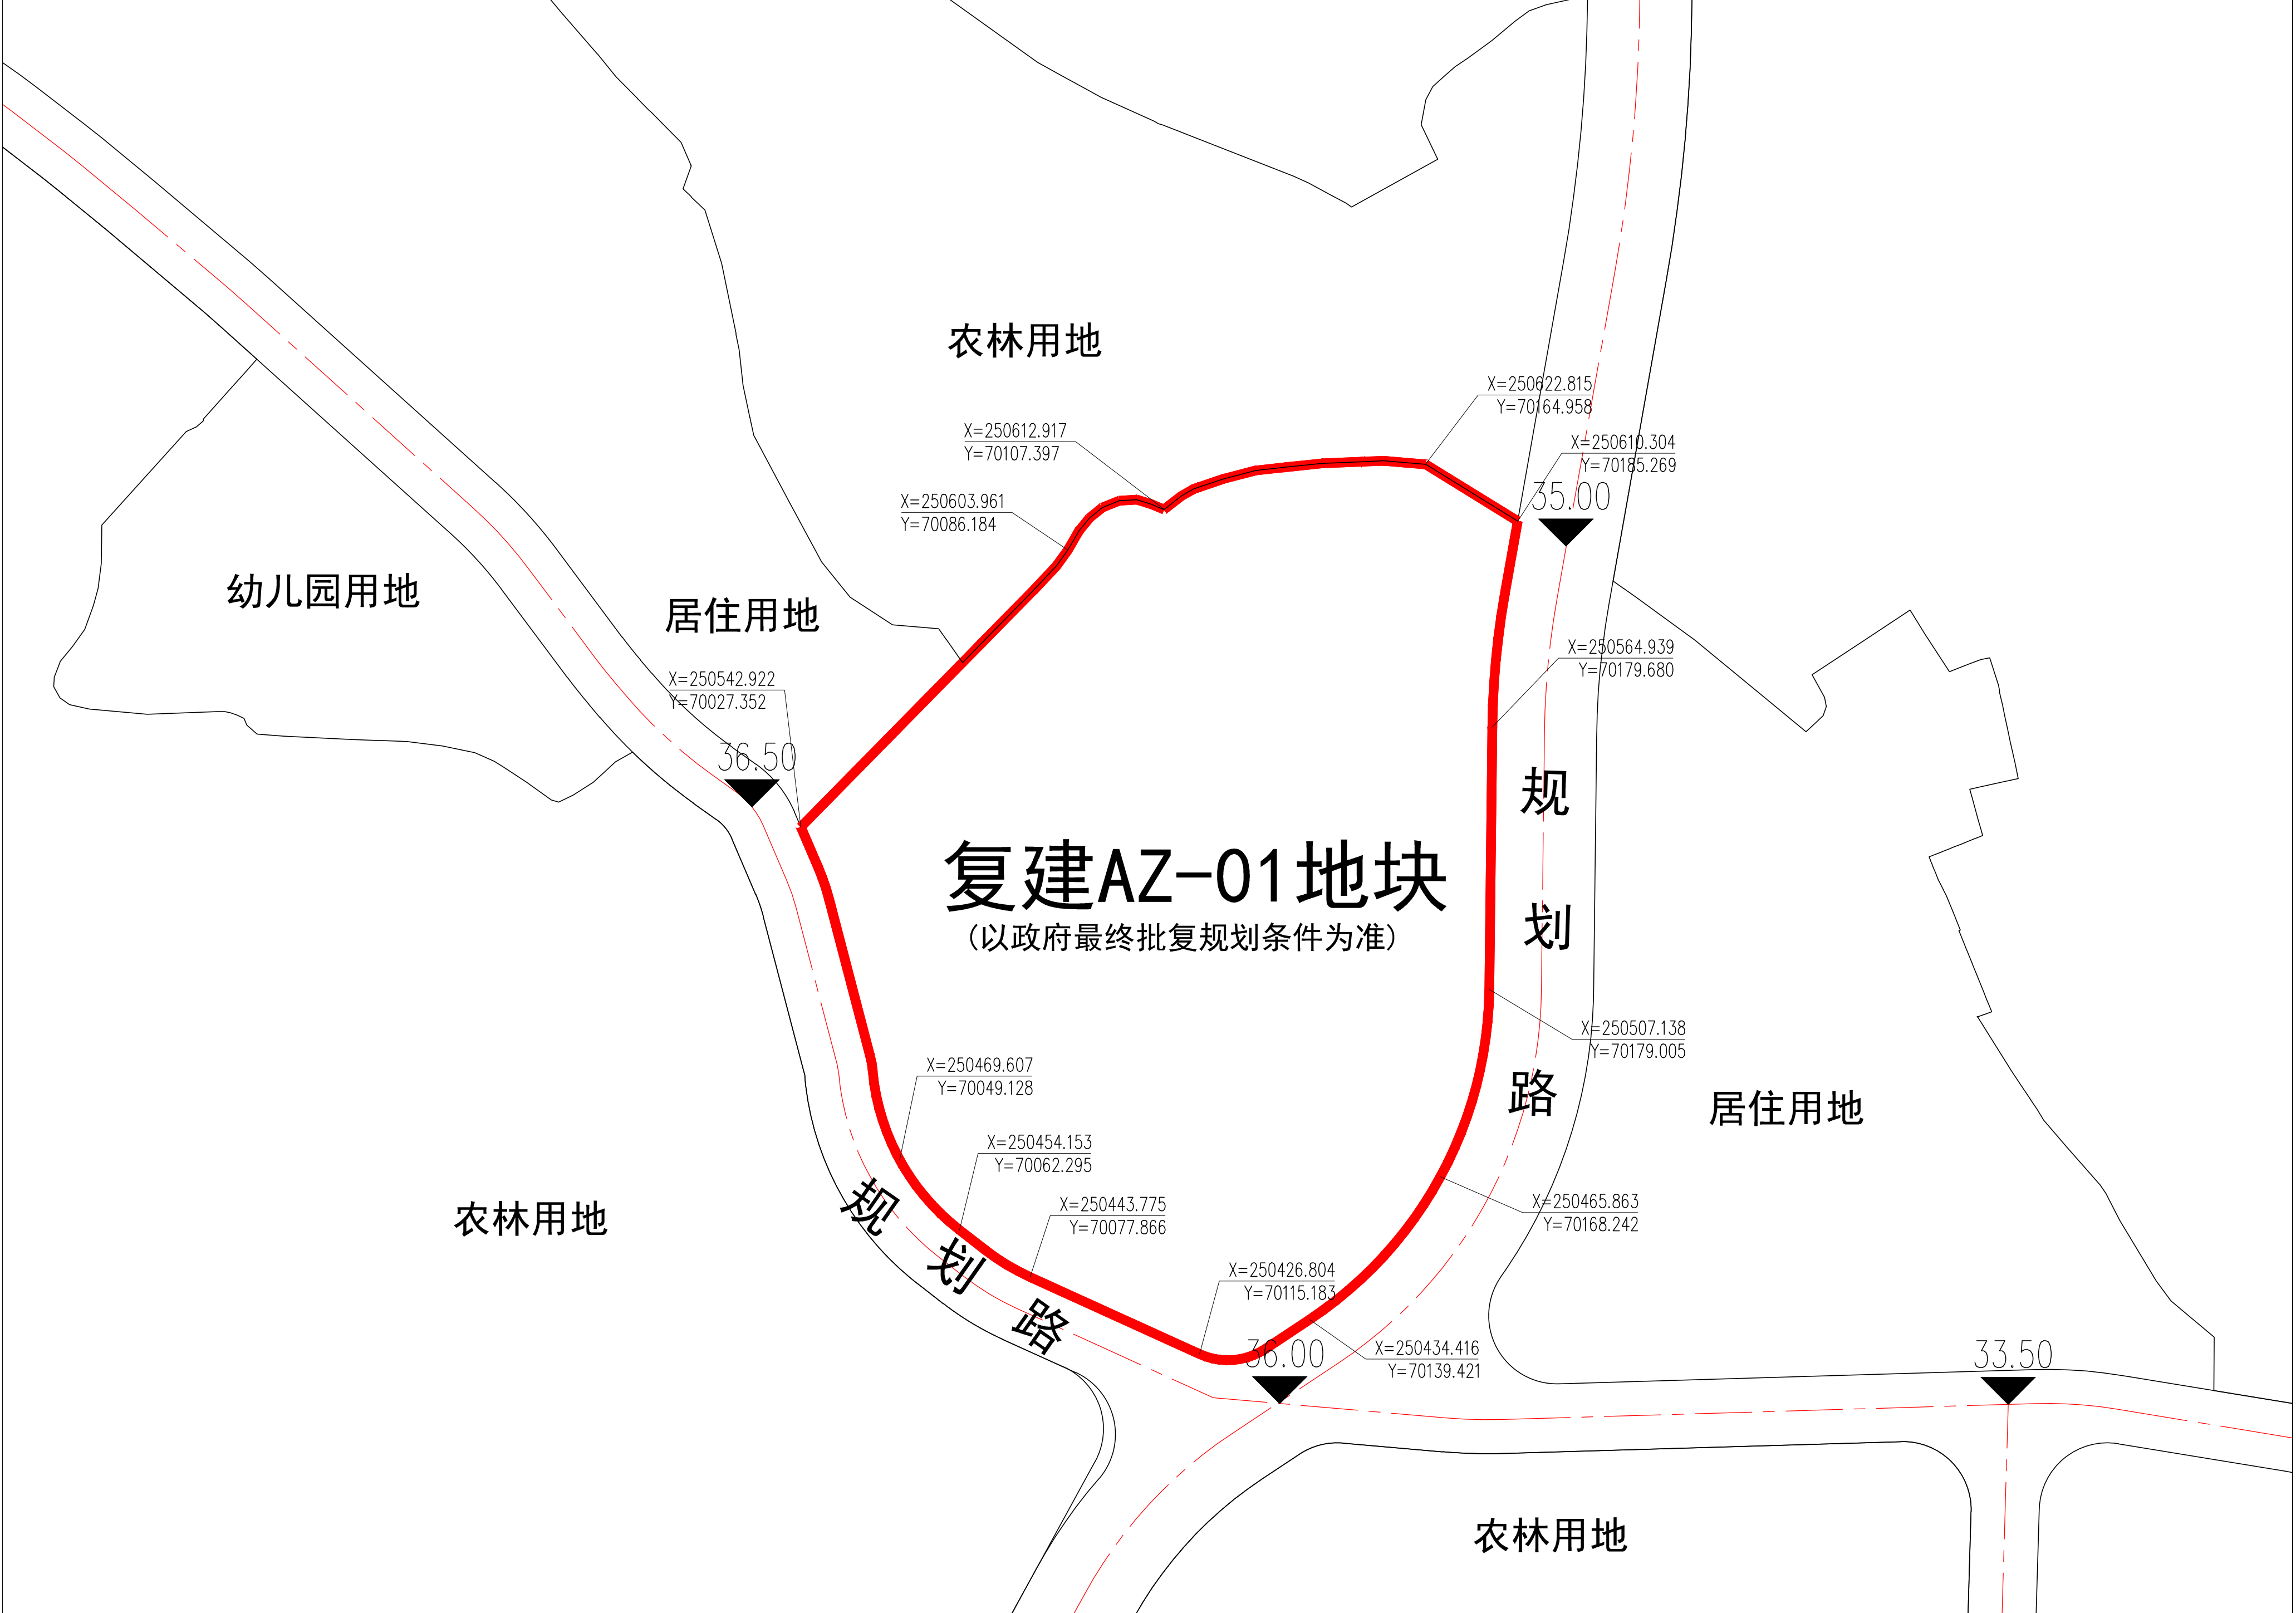 农林用地
X=250622.815
Y=70164.958
X=250612.917
Y=70107.397
X=250610.304
Y=70185.269
35.00
X=250603.961
Y=70086.184
幼儿园用地
居住用地
X=250564.939
Y=70179.680
X=250542.922
Y=70027.352
36.50
规划路
复建AZ-01地块
(以政府最终批复规划条件为准)
X=250507.138
Y=70179.005
X=250469.607
Y=70049.128
居住用地
X=250454.153
Y=70062.295
农林用地
X=250443.775
Y=70077.866
X=250465.863
Y=70168.242
规划路
X=250426.804
Y=70115.183
36.00
X=250434.416
Y=70139.421
33.50
农林用地